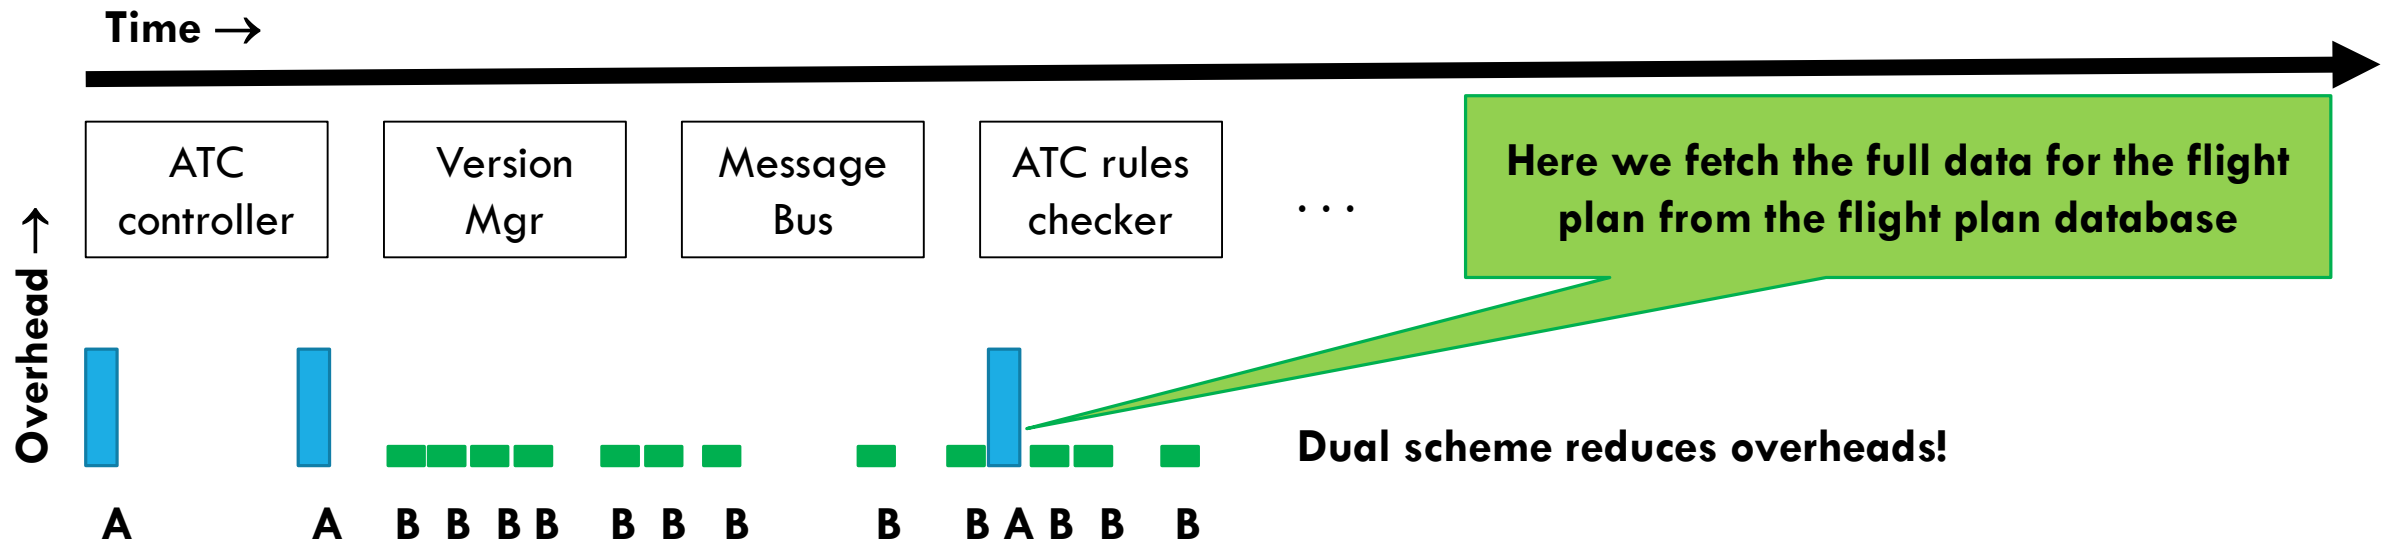 Time →
Overhead →
ATC
controller
Version
Mgr
Message
Bus
ATC rules
checker
. . .
Here we fetch the full data for the flight
plan from the flight plan database
Dual scheme reduces overheads!
A A B B B B B B B B B A B B B